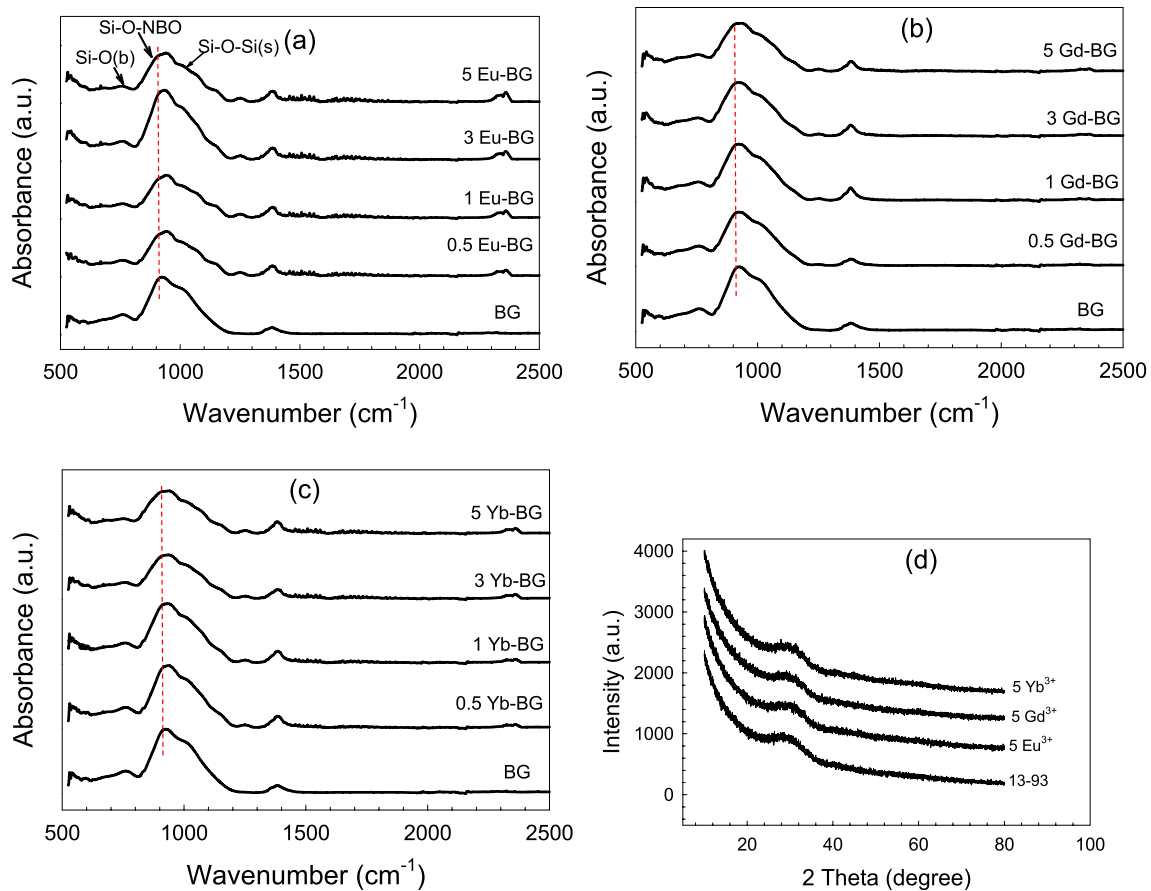 Si-O-NBO
Si-O(b)
Si-O-Si(s)
(a)
5 Eu-BG
3 Eu-BG
1 Eu-BG
0.5 Eu-BG
BG
Absorbance (a.u.)
500 1000 1500 2000 2500
Wavenumber (cm⁻¹)
(b)
5 Gd-BG
3 Gd-BG
1 Gd-BG
0.5 Gd-BG
BG
Absorbance (a.u.)
500 1000 1500 2000 2500
Wavenumber (cm⁻¹)
(c)
5 Yb-BG
3 Yb-BG
1 Yb-BG
0.5 Yb-BG
BG
Absorbance (a.u.)
500 1000 1500 2000 2500
Wavenumber (cm⁻¹)
(d)
4000
3000
2000
1000
0
Intensity (a.u.)
5 Yb³⁺
5 Gd³⁺
5 Eu³⁺
13-93
20 40 60 80 100
2 Theta (degree)